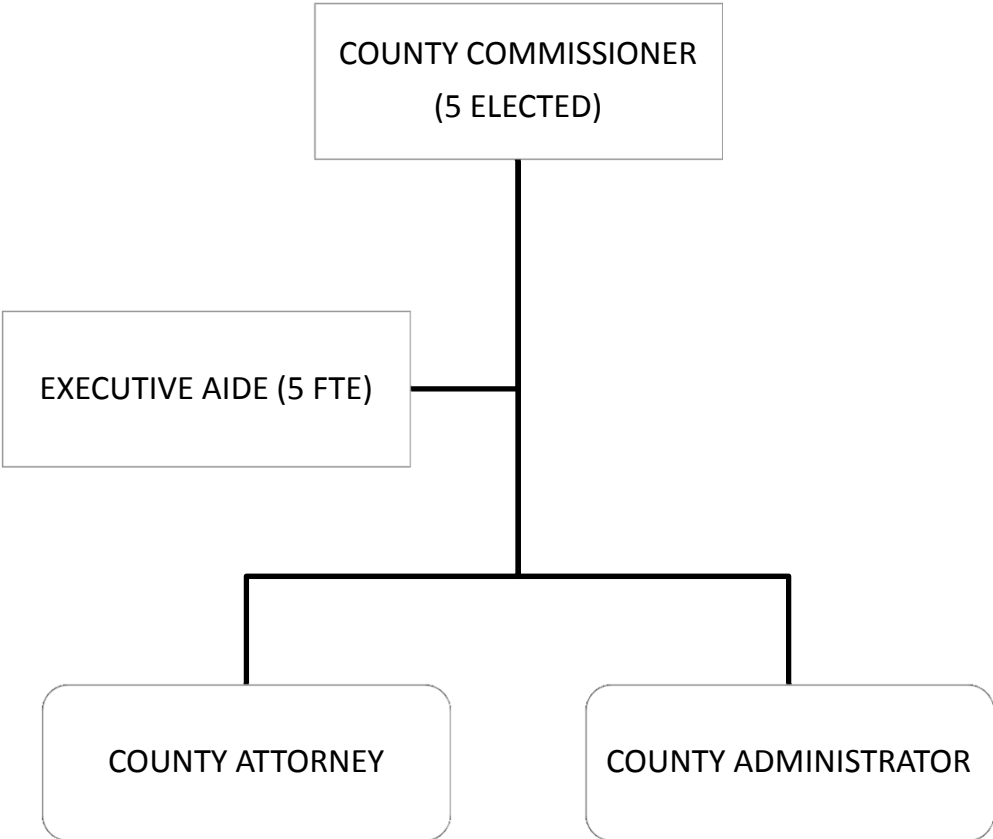 COUNTY COMMISSIONER
(5 ELECTED)
EXECUTIVE AIDE (5 FTE)
COUNTY ATTORNEY
COUNTY ADMINISTRATOR